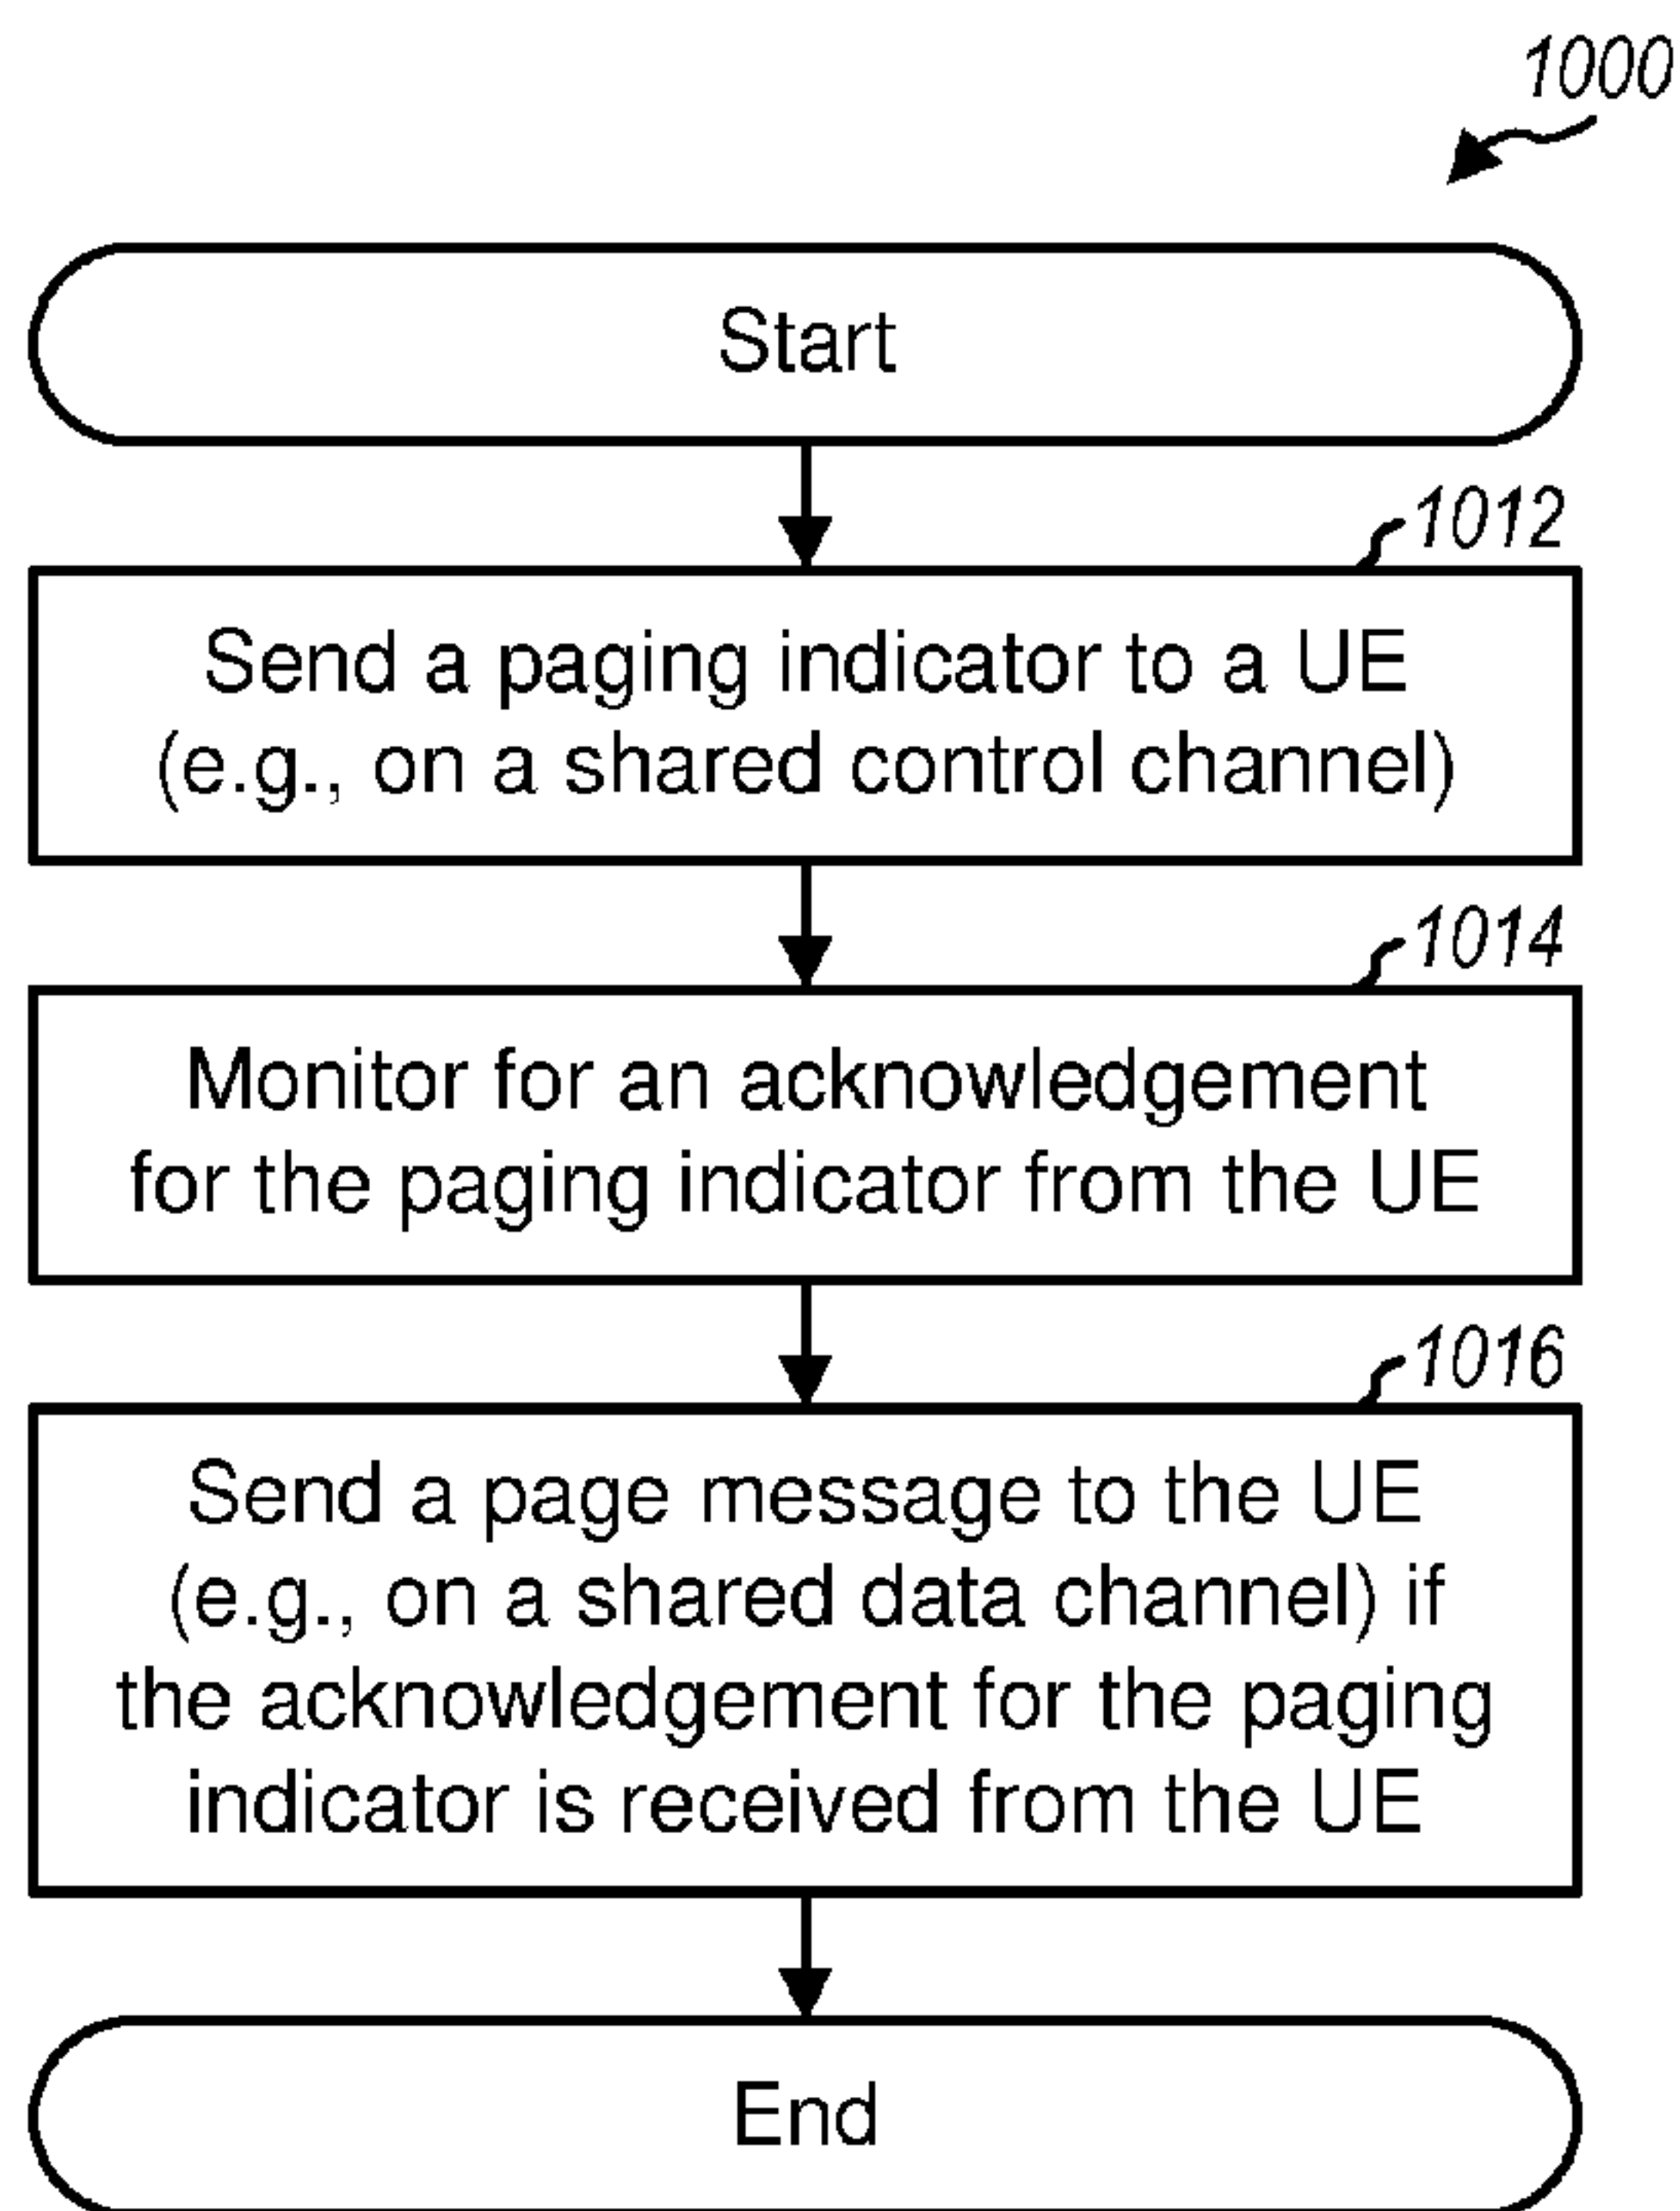 1000
Start
1012
Send a paging indicator to a UE
(e.g., on a shared control channel)
1014
Monitor for an acknowledgement
for the paging indicator from the UE
1016
Send a page message to the UE
(e.g., on a shared data channel) if
the acknowledgement for the paging
indicator is received from the UE
End